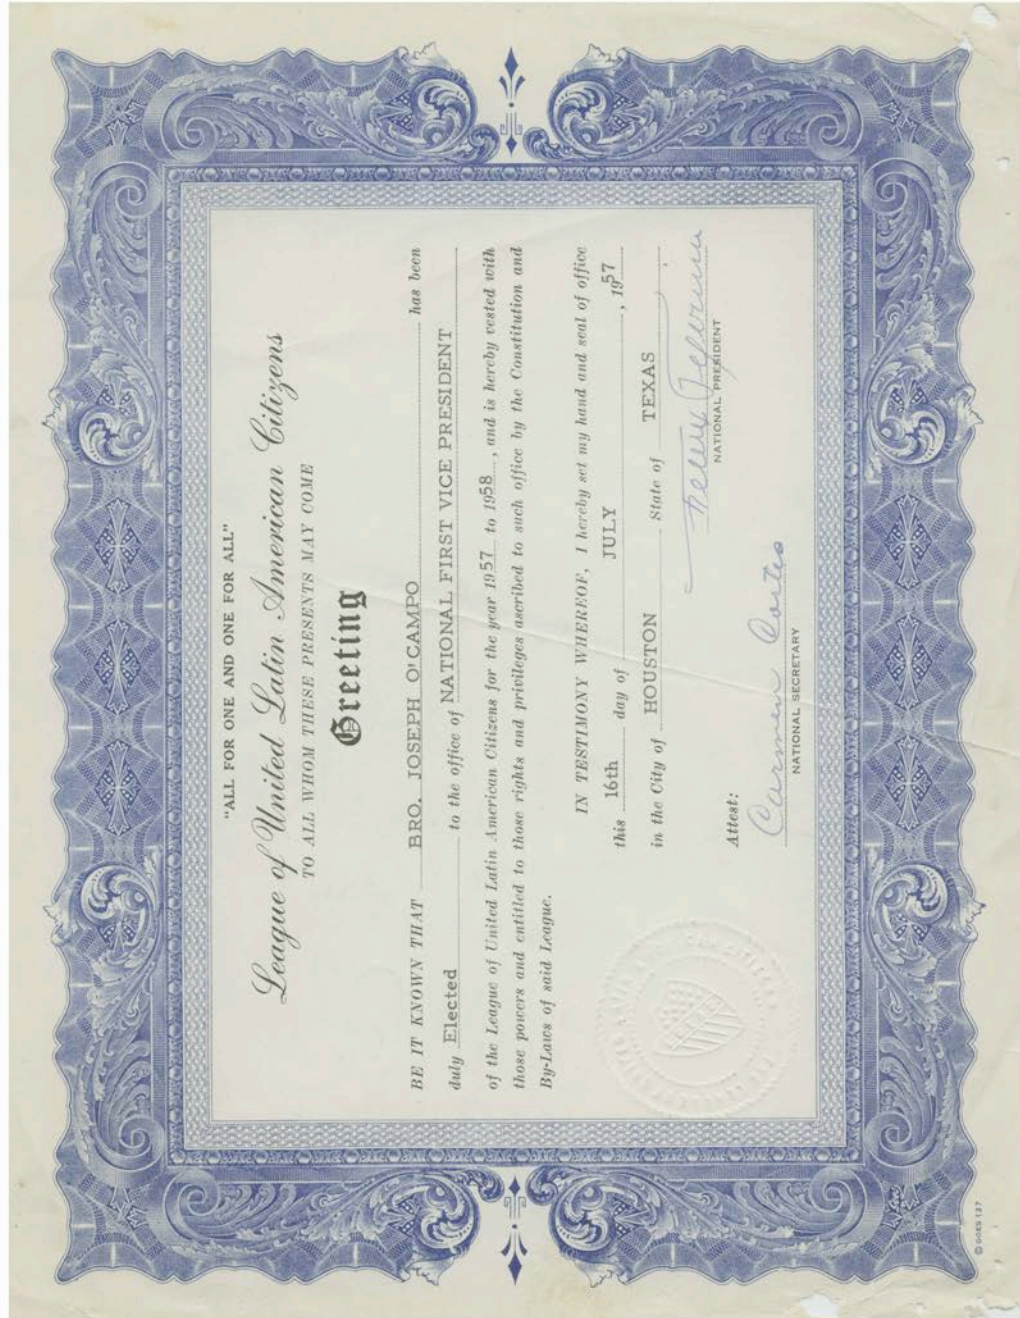 "ALL FOR ONE AND ONE FOR ALL"
League of United Latin American Citizens
TO ALL WHOM THESE PRESENTS MAY COME
Greeting
BE IT KNOWN THAT BRO. JOSEPH O'CAMPO has been
duly Elected to the office of NATIONAL FIRST VICE PRESIDENT
of the League of United Latin American Citizens for the year 1957 to 1958, and is hereby vested with
those powers and entitled to those rights and privileges ascribed to such office by the Constitution and
By-Laws of said League.
IN TESTIMONY WHEREOF, I hereby set my hand and seal of office
this 16th day of JULY, 1957
in the City of HOUSTON State of TEXAS
NATIONAL PRESIDENT
Attest:
Carmen Cortes
NATIONAL SECRETARY
© GOES 137